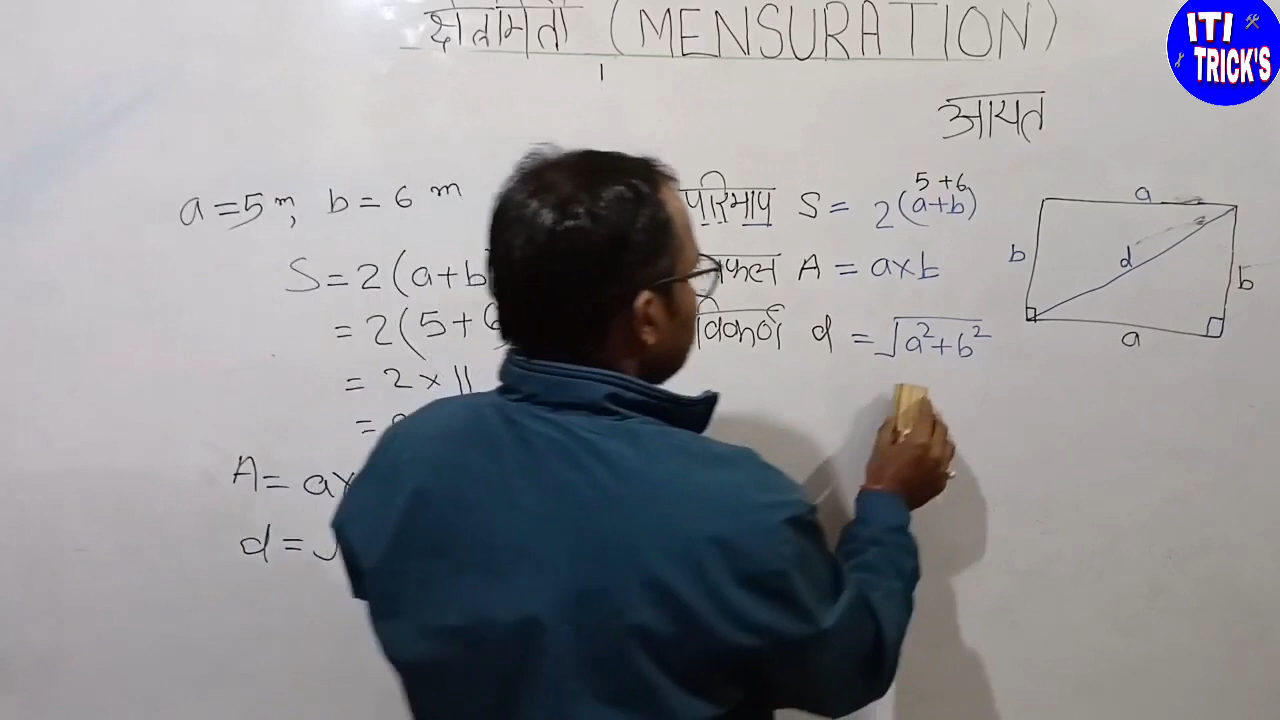 क्षेत्रमिती (MENSURATION)
ITI
TRICK'S
आयत
a=5 m, b = 6 m
परिमाप S = 2(a+b)
5+6
S = 2(a+b
फल A = a×b
= 2(5+6
विकर्ण d = √a²+b²
= 2×11
=
A = a×
d = √
a
b
d
b
a